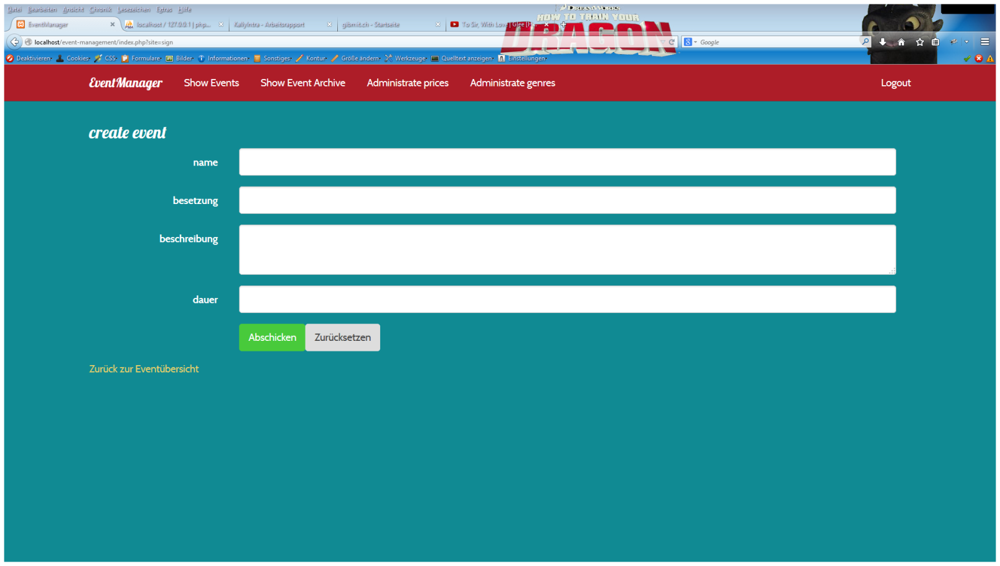 Datei Bearbeiten Ansicht Chronik Lesezeichen Extras Hilfe
DREAMWORKS
HOW TO TRAIN YOUR
DRAGON
EventManager × localhost / 127.0.0.1 | php... × KallyIntra - Arbeitsrapport × gibmit.ch - Startseite × To Sir, With Love | Glee [H... ×
localhost/event-management/index.php?site=sign
Google
Deaktivieren Cookies CSS Formulare Bilder Informationen Sonstiges Kontur Größe ändern Werkzeuge Quelltext anzeigen Einstellungen
EventManager Show Events Show Event Archive Administrate prices Administrate genres Logout
create event
name
besetzung
beschreibung
dauer
Abschicken Zurücksetzen
Zurück zur Eventübersicht